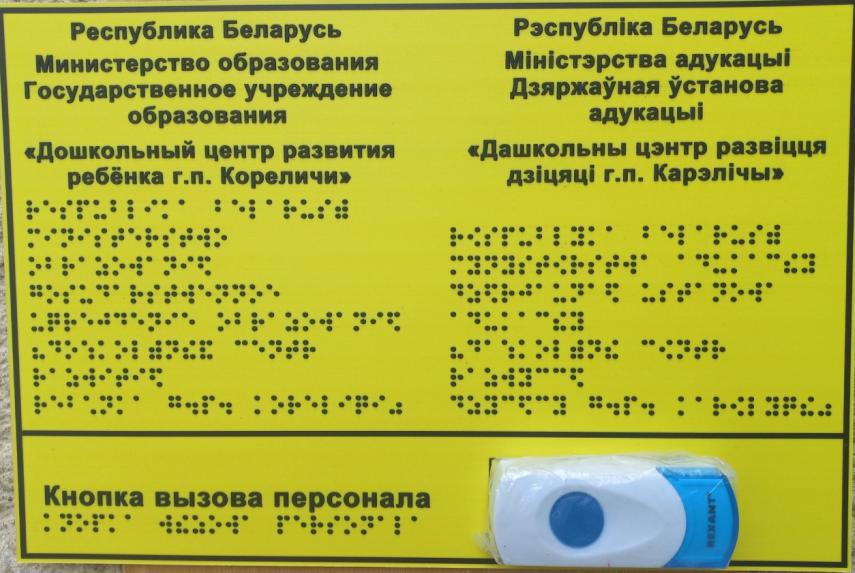 Республика Беларусь
Министерство образования
Государственное учреждение
образования
«Дошкольный центр развития
ребёнка г.п. Кореличи»
Рэспубліка Беларусь
Міністэрства адукацыі
Дзяржаўная ўстанова
адукацыі
«Дашкольны цэнтр развіцця
дзіцяці г.п. Карэлічы»
Кнопка вызова персонала
REXANT